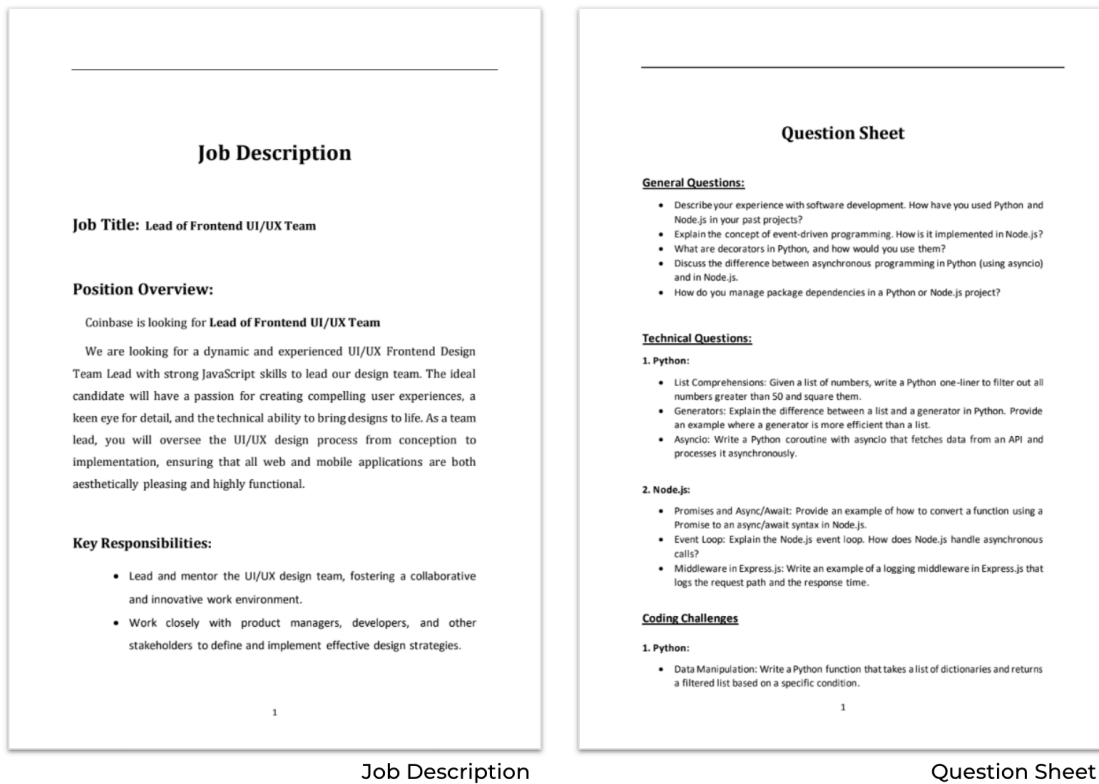 Job Description
Job Title: Lead of Frontend UI/UX Team
Position Overview:
Coinbase is looking for Lead of Frontend UI/UX Team
We are looking for a dynamic and experienced UI/UX Frontend Design
Team Lead with strong JavaScript skills to lead our design team. The ideal
candidate will have a passion for creating compelling user experiences, a
keen eye for detail, and the technical ability to bring designs to life. As a team
lead, you will oversee the UI/UX design process from conception to
implementation, ensuring that all web and mobile applications are both
aesthetically pleasing and highly functional.
Key Responsibilities:
• Lead and mentor the UI/UX design team, fostering a collaborative
and innovative work environment.
• Work closely with product managers, developers, and other
stakeholders to define and implement effective design strategies.
1
Job Description
Question Sheet
General Questions:
• Describe your experience with software development. How have you used Python and
Node.js in your past projects?
• Explain the concept of event-driven programming. How is it implemented in Node.js?
• What are decorators in Python, and how would you use them?
• Discuss the difference between asynchronous programming in Python (using asyncio)
and in Node.js.
• How do you manage package dependencies in a Python or Node.js project?
Technical Questions:
1. Python:
• List Comprehensions: Given a list of numbers, write a Python one-liner to filter out all
numbers greater than 50 and square them.
• Generators: Explain the difference between a list and a generator in Python. Provide
an example where a generator is more efficient than a list.
• Asyncio: Write a Python coroutine with asyncio that fetches data from an API and
processes it asynchronously.
2. Node.js:
• Promises and Async/Await: Provide an example of how to convert a function using a
Promise to an async/await syntax in Node.js.
• Event Loop: Explain the Node.js event loop. How does Node.js handle asynchronous
calls?
• Middleware in Express.js: Write an example of a logging middleware in Express.js that
logs the request path and the response time.
Coding Challenges
1. Python:
• Data Manipulation: Write a Python function that takes a list of dictionaries and returns
a filtered list based on a specific condition.
1
Question Sheet